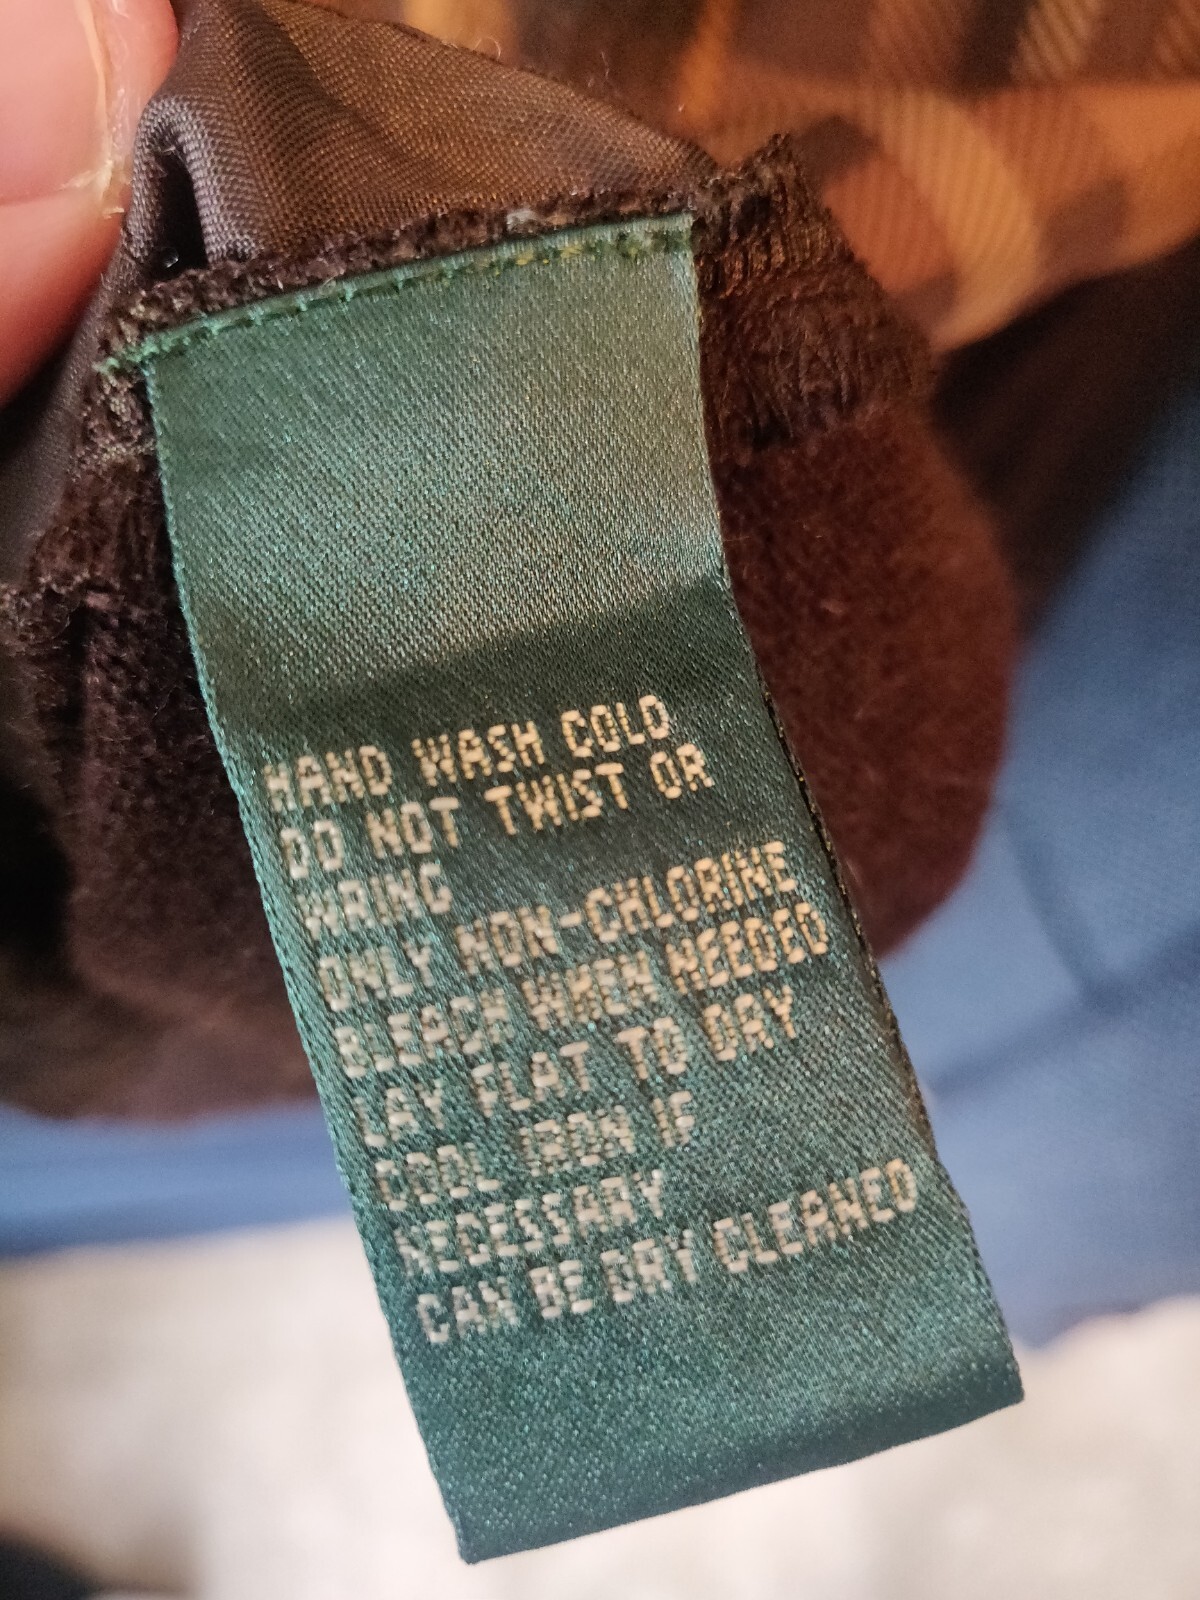 HAND WASH COLD
DO NOT TWIST OR
WRING
ONLY NON-CHLORINE
BLEACH WHEN NEEDED
LAY FLAT TO DRY
COOL IRON IF
NECESSARY
CAN BE DRY CLEANED